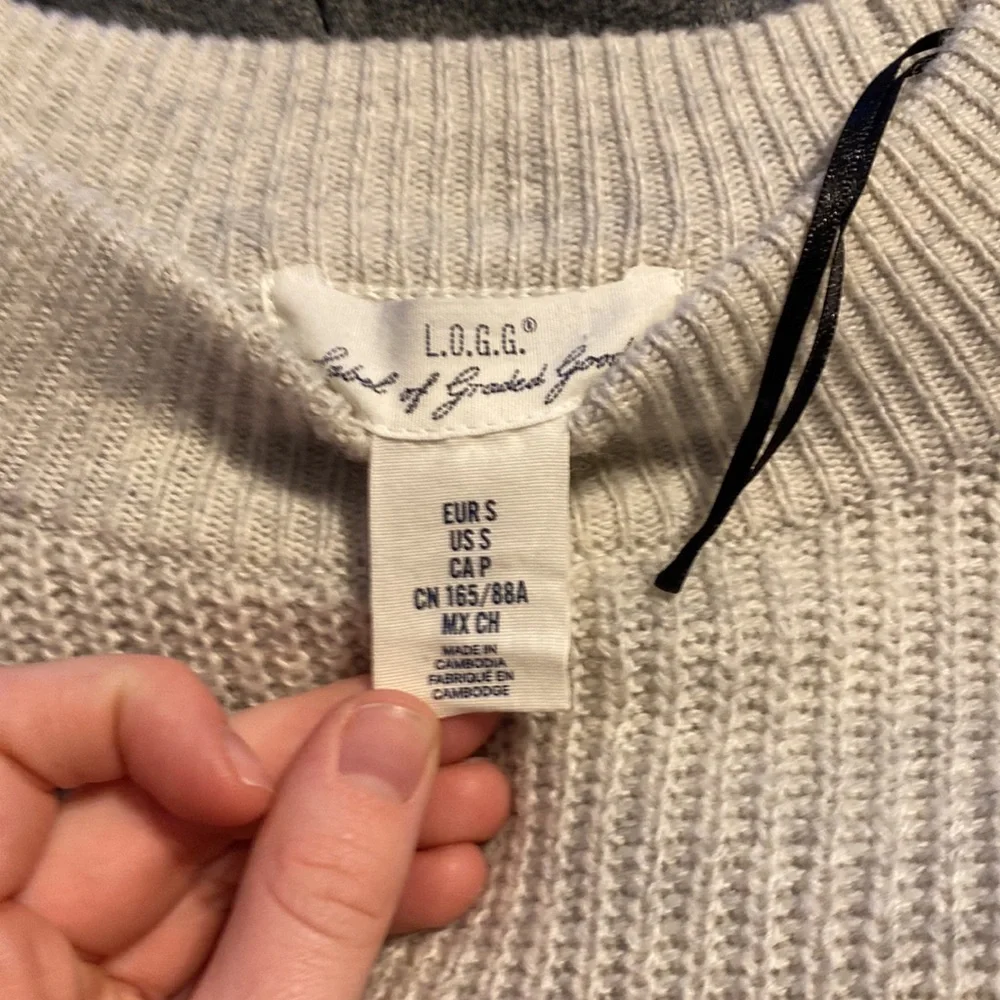 L.O.G.G.®
Label of Graded Goods
EUR S
US S
CA P
CN 165/88A
MX CH
MADE IN
CAMBODIA
FABRIQUÉ EN
CAMBODGE